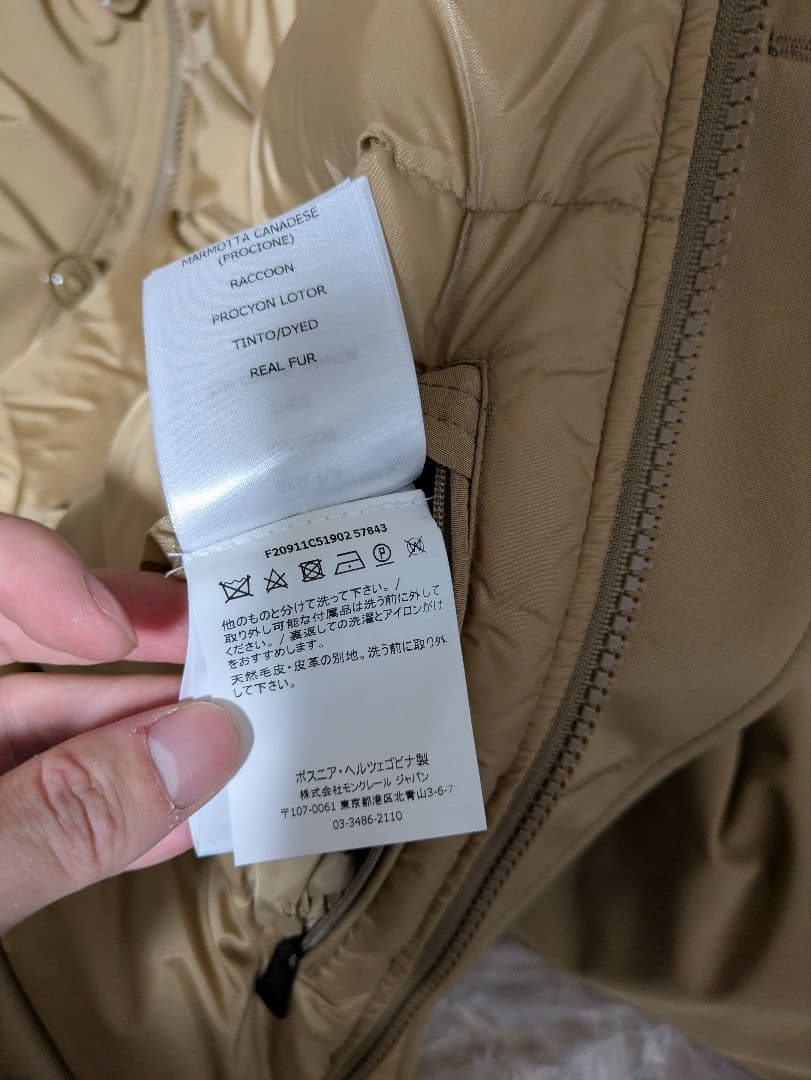 MARMOTTA CANADESE
(PROCIONE)
RACCOON
PROCYON LOTOR
TINTO/DYED
REAL FUR
F20911C51902 57843
他のものと分けて洗って下さい。/
取り外し可能な付属品は洗う前に外して
ください。/ 裏返しての洗濯とアイロンがけ
をおすすめします。
天然毛皮・皮革の別地。洗う前に取り外
して下さい。
ボスニア・ヘルツェゴビナ製
株式会社モンクレール ジャパン
〒107-0061 東京都港区北青山3-6-7
03-3486-2110